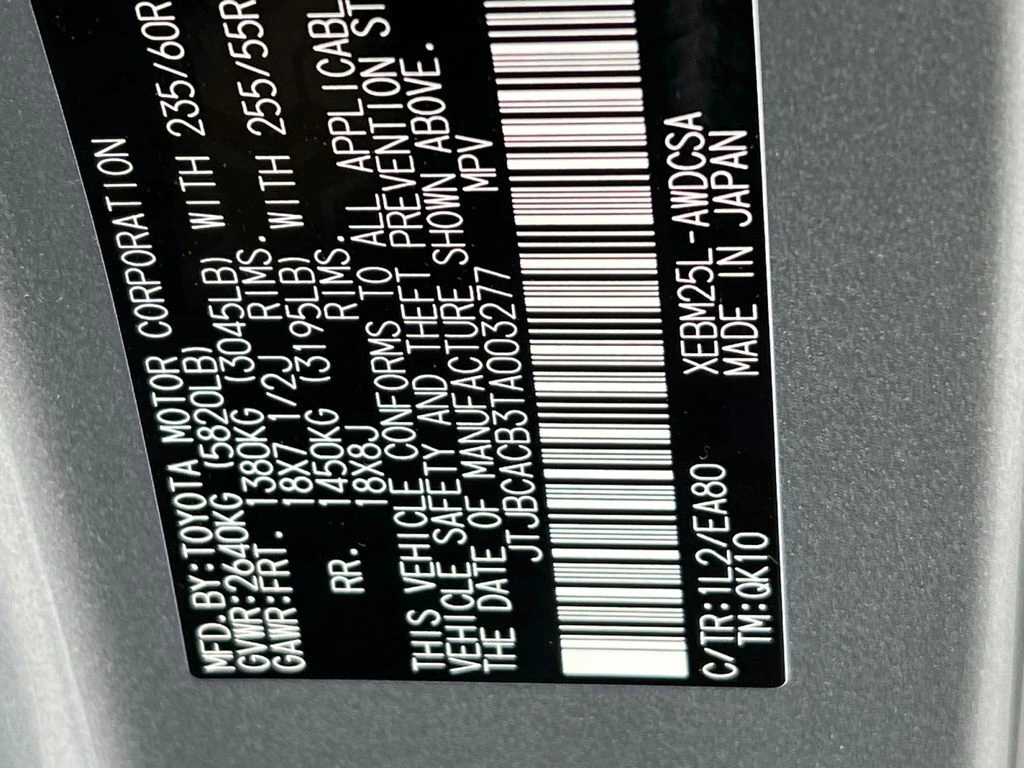 MFD.BY:TOYOTA MOTOR CORPORATION
GVWR:2640KG (5820LB)
GAWR:FRT. 1380KG (3045LB) WITH 235/60R
18X7 1/2J RIMS.
RR. 1450KG (3195LB) WITH 255/55R
18X8J RIMS.
THIS VEHICLE CONFORMS TO ALL APPLICABL
VEHICLE SAFETY AND THEFT PREVENTION ST
THE DATE OF MANUFACTURE SHOWN ABOVE.
JTJBCACB3TA003277 MPV
C/TR:1L2/EA80 XEBM25L-AWDCSA
TM:QK10 MADE IN JAPAN